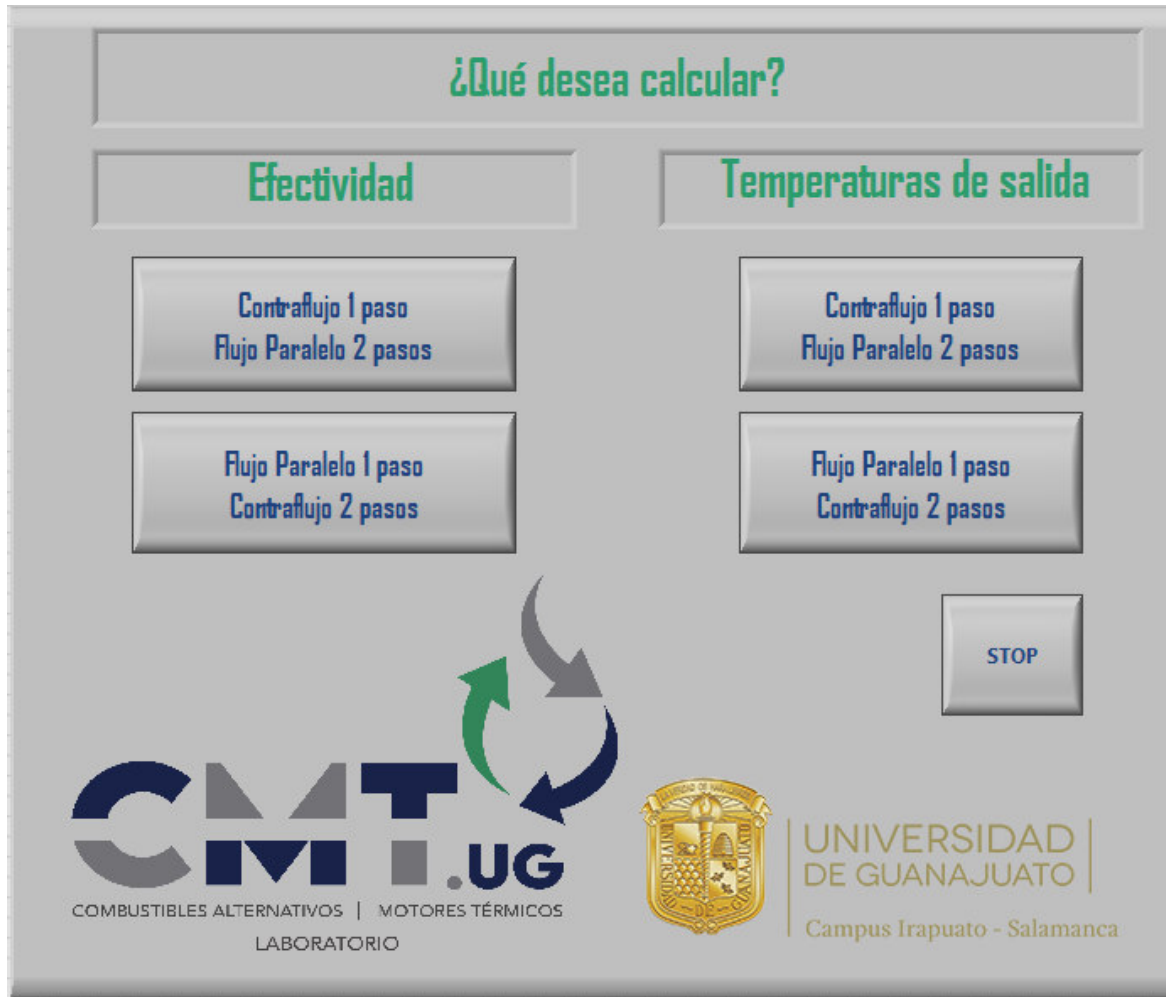 ¿Qué desea calcular?
Efectividad
Temperaturas de salida
Contraflujo 1 paso
Flujo Paralelo 2 pasos
Contraflujo 1 paso
Flujo Paralelo 2 pasos
Flujo Paralelo 1 paso
Contraflujo 2 pasos
Flujo Paralelo 1 paso
Contraflujo 2 pasos
STOP
CMT.UG
COMBUSTIBLES ALTERNATIVOS | MOTORES TÉRMICOS
LABORATORIO
UNIVERSIDAD
DE GUANAJUATO
Campus Irapuato - Salamanca